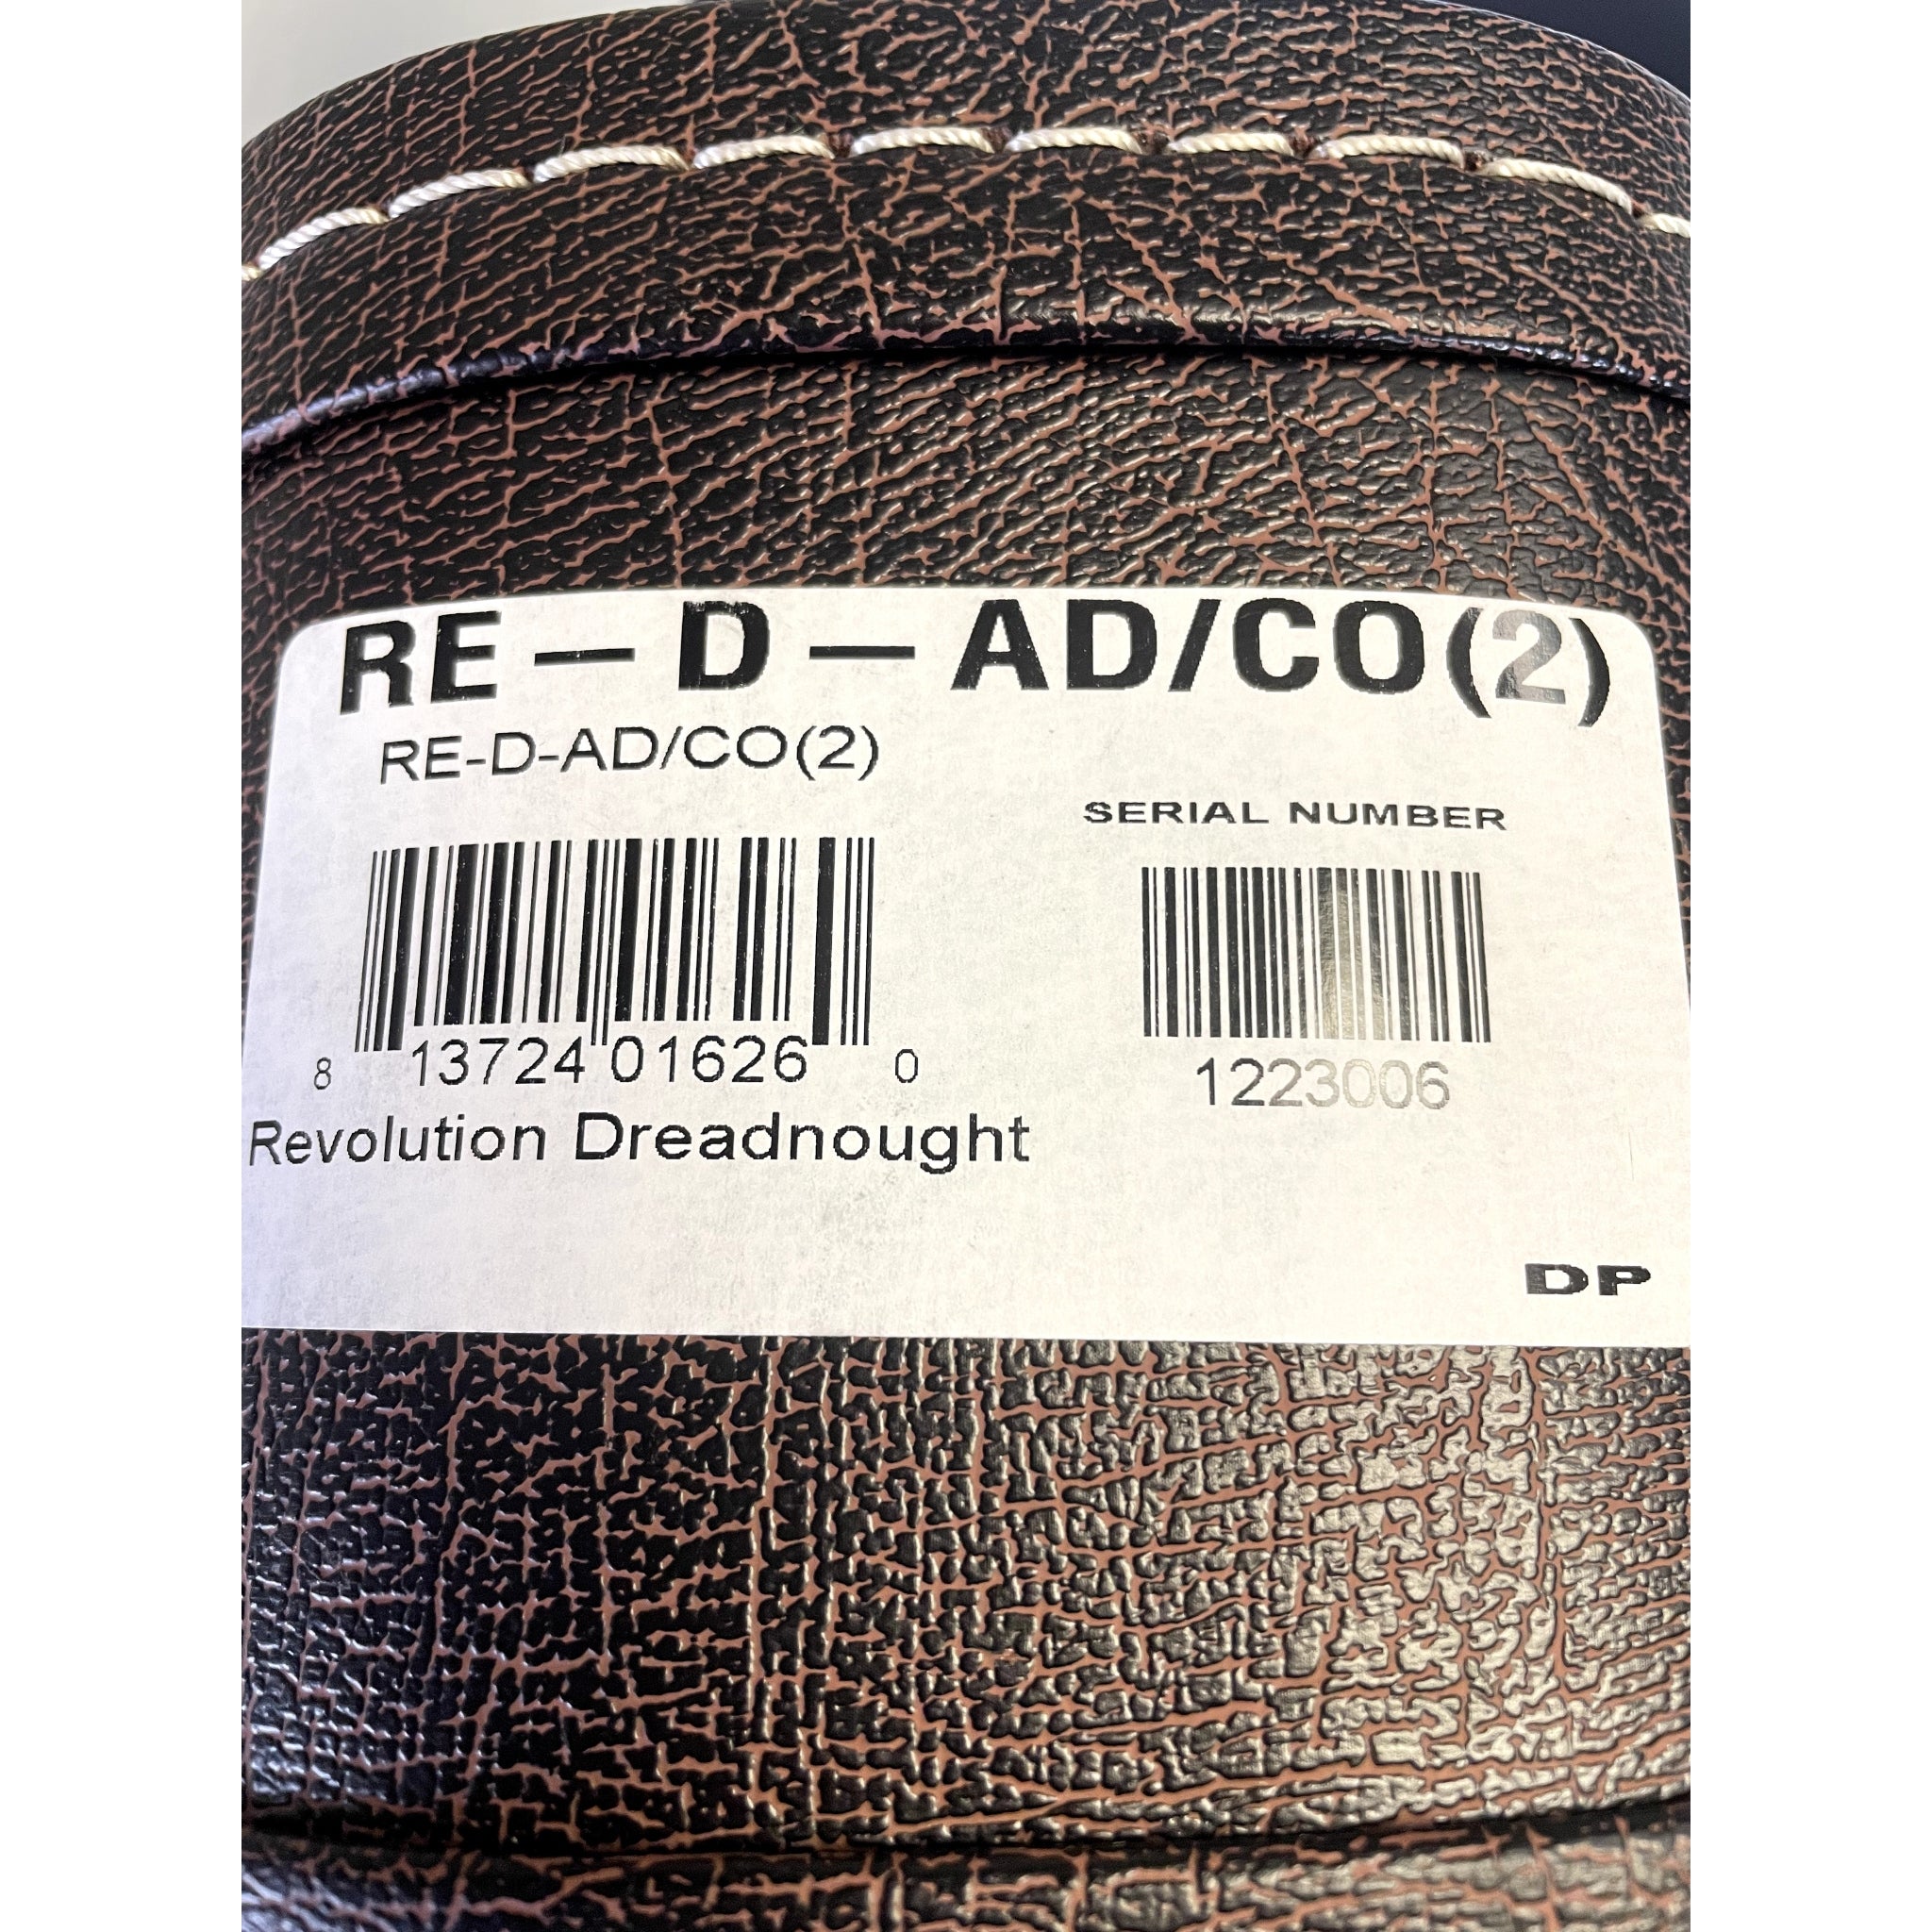 RE – D – AD/CO(2)
RE-D-AD/CO(2)
SERIAL NUMBER
8 13724 01626 0
1223006
Revolution Dreadnought
DP